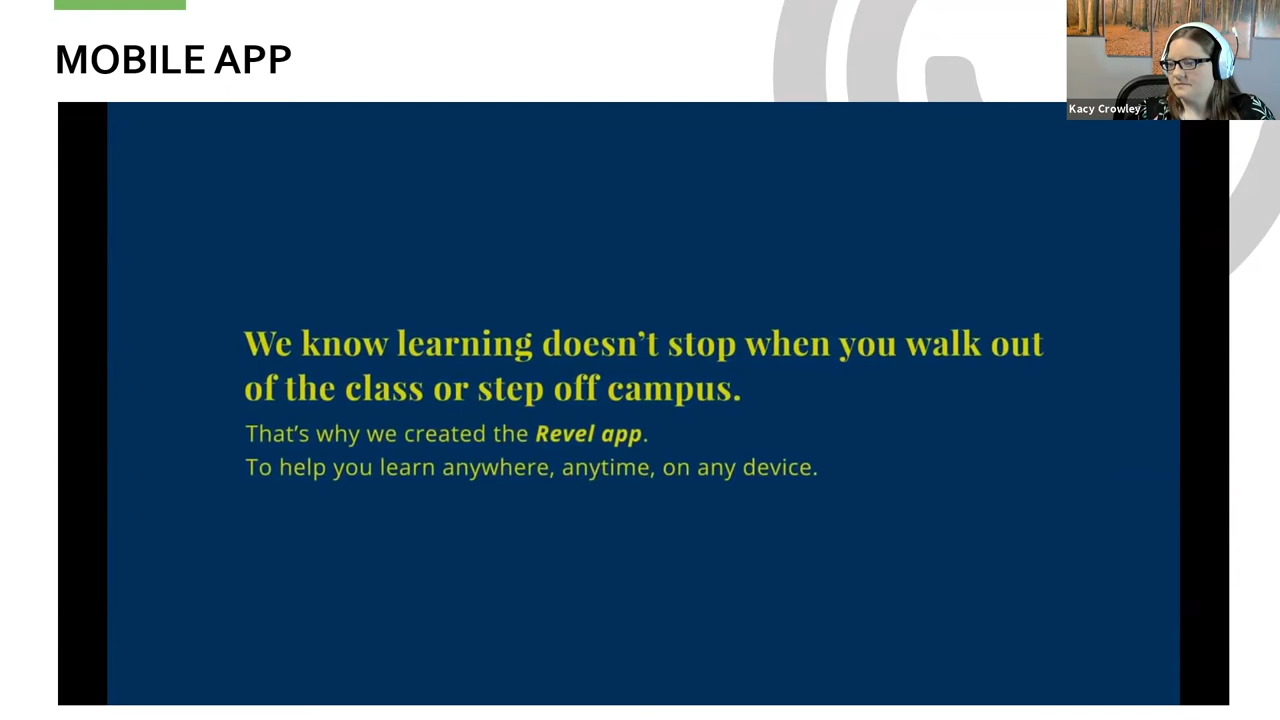 MOBILE APP
Kacy Crowley
We know learning doesn’t stop when you walk out
of the class or step off campus.
That’s why we created the Revel app.
To help you learn anywhere, anytime, on any device.